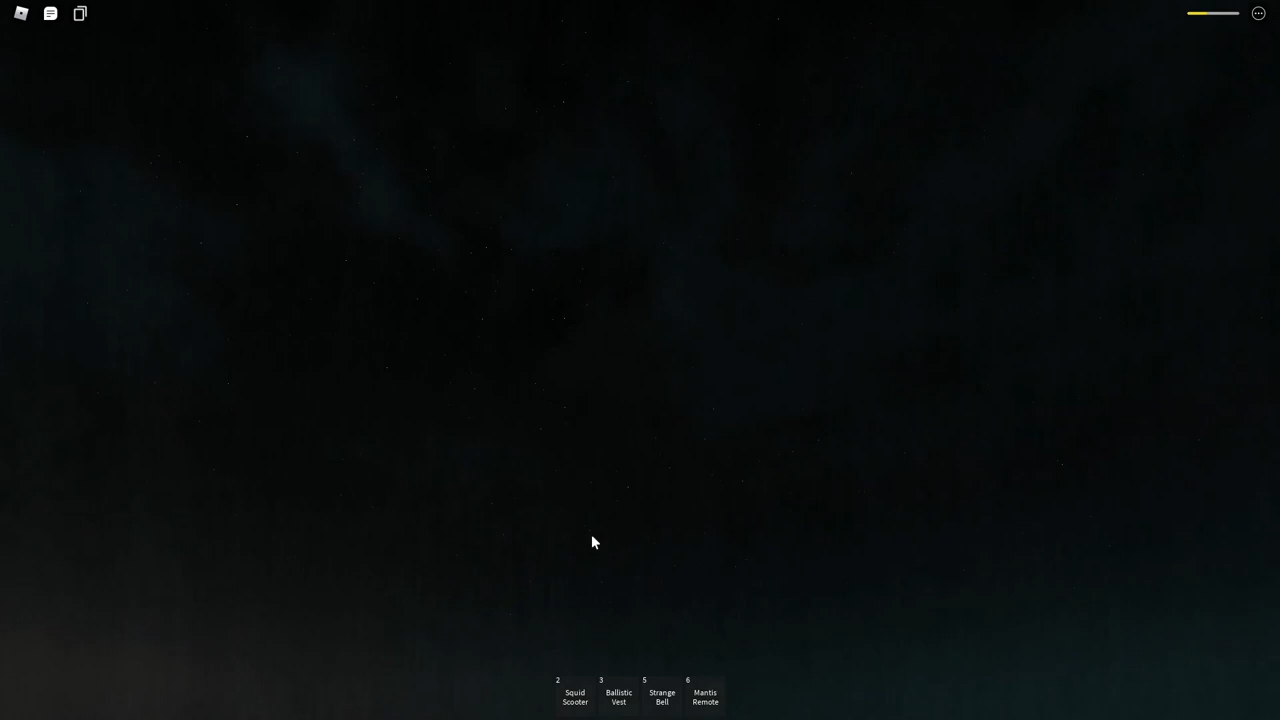 2
Squid
Scooter
3
Ballistic
Vest
5
Strange
Bell
6
Mantis
Remote